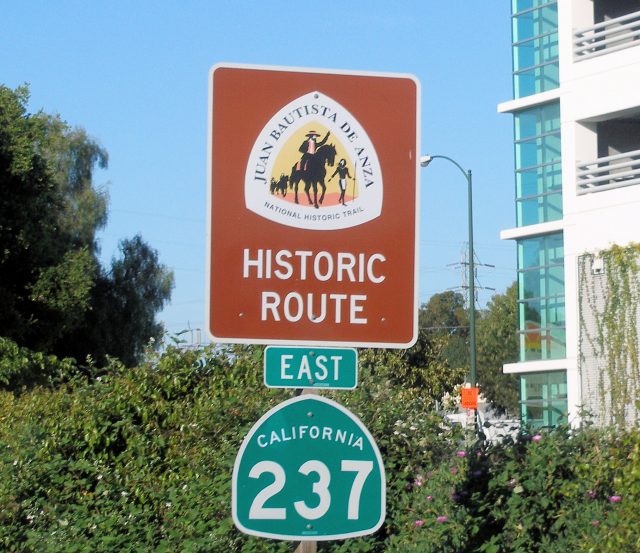 JUAN BAUTISTA DE ANZA
NATIONAL HISTORIC TRAIL
HISTORIC
ROUTE
EAST
CALIFORNIA
237